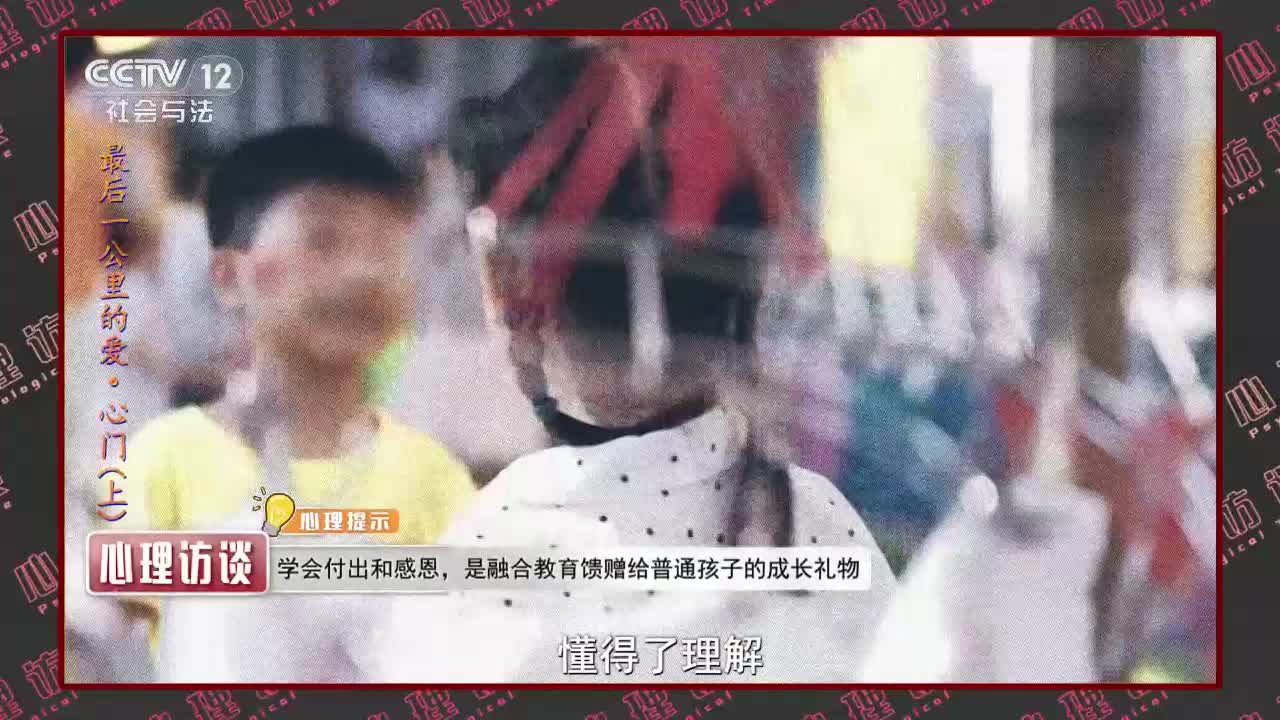 CCTV 12
社会与法
最后一公里的爱·心门(上)
心理提示
心理访谈
学会付出和感恩，是融合教育馈赠给普通孩子的成长礼物
懂得了理解